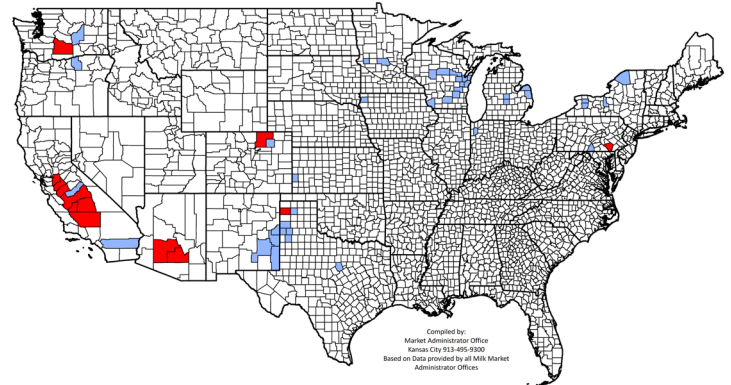 Compiled by:
Market Administrator Office
Kansas City 913-495-9300
Based on Data provided by all Milk Market
Administrator Offices